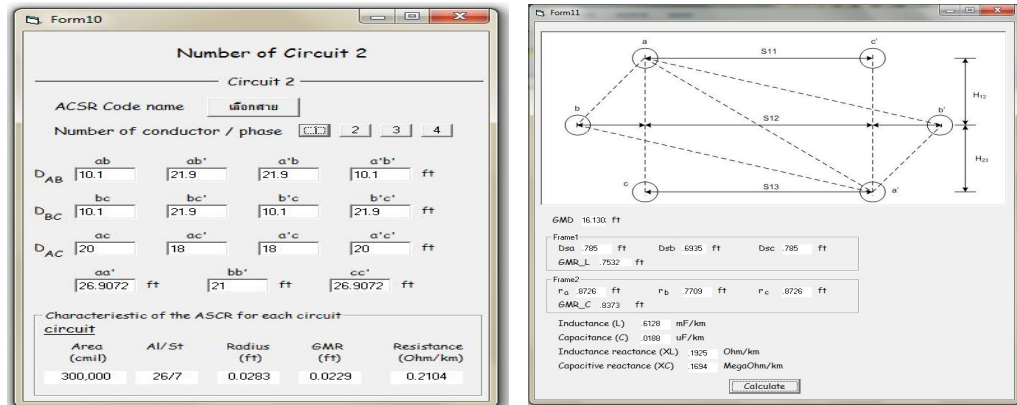 Form10
Number of Circuit 2
Circuit 2
ACSR Code name เลือกสาย
Number of conductor / phase 1 2 3 4
ab ab' a'b a'b'
D_AB 10.1 21.9 21.9 10.1 ft
bc bc' b'c b'c'
D_BC 10.1 21.9 10.1 21.9 ft
ac ac' a'c a'c'
D_AC 20 18 18 20 ft
aa' bb' cc'
26.9072 ft 21 ft 26.9072 ft
Characteriestic of the ASCR for each circuit
circuit
Area (cmil) Al/St Radius (ft) GMR (ft) Resistance (Ohm/km)
300,000 26/7 0.0283 0.0229 0.2104
Form11
a S11 c'
H12
b S12 b'
H23
c S13 a'
GMD 16.130 ft
Frame1
Dsa .785 ft Dsb .6935 ft Dsc .785 ft
GMR_L .7532 ft
Frame2
r a .8726 ft r b .7709 ft r c .8726 ft
GMR_C .8373 ft
Inductance (L) .6128 mF/km
Capacitance (C) .0188 uF/km
Inductance reactance (XL) .1925 Ohm/km
Capacitive reactance (XC) .1694 MegaOhm/km
Calculate